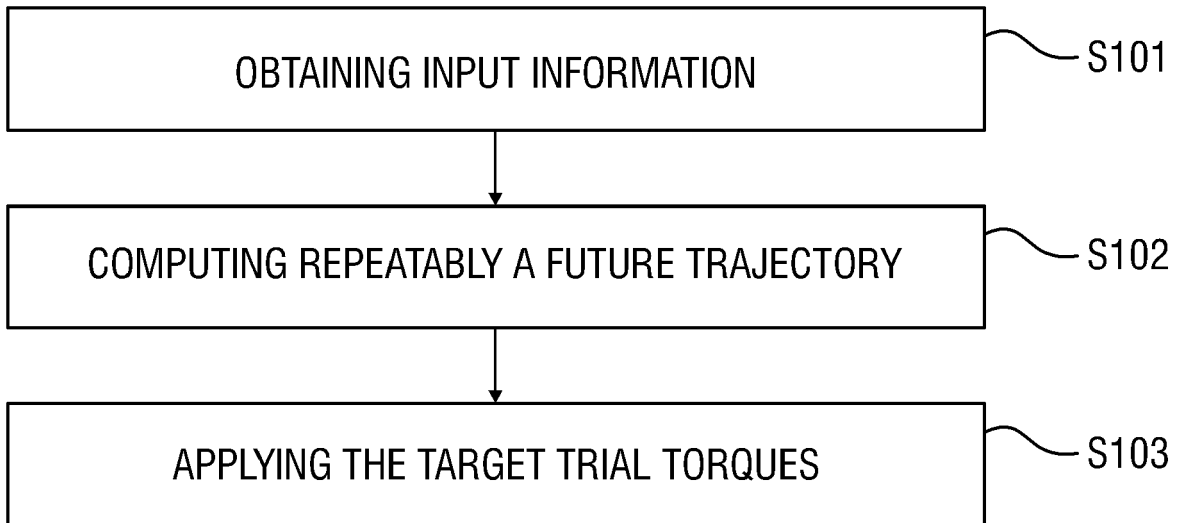 OBTAINING INPUT INFORMATION
S101
COMPUTING REPEATABLY A FUTURE TRAJECTORY
S102
APPLYING THE TARGET TRIAL TORQUES
S103